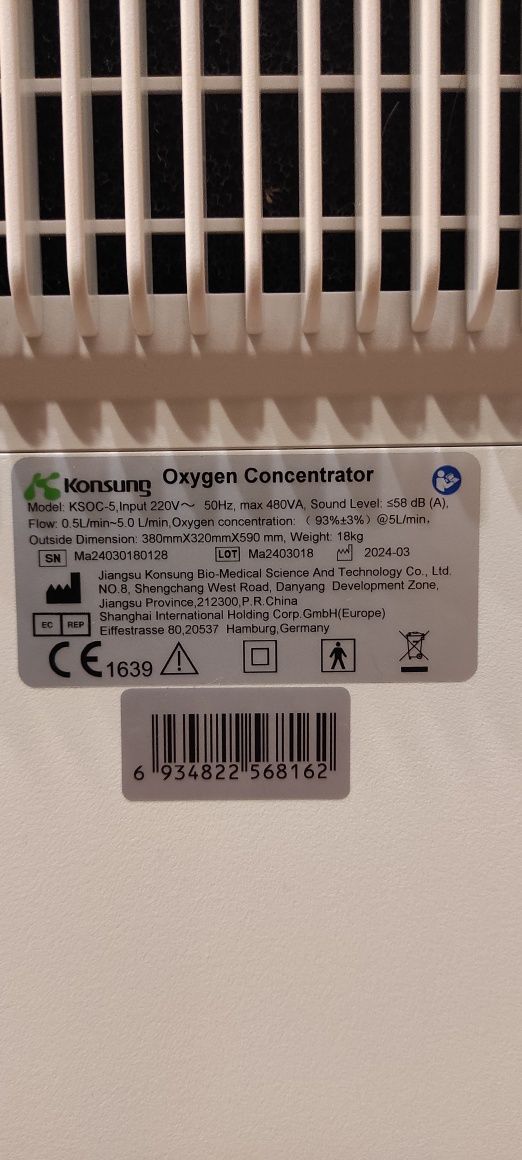 Konsung Oxygen Concentrator
Model: KSOC-5,Input 220V～ 50Hz, max 480VA, Sound Level: ≤58 dB (A),
Flow: 0.5L/min~5.0 L/min,Oxygen concentration: （ 93%±3%）@5L/min,
Outside Dimension: 380mmX320mmX590 mm, Weight: 18kg
SN Ma24030180128 LOT Ma2403018 2024-03
Jiangsu Konsung Bio-Medical Science And Technology Co., Ltd.
NO.8, Shengchang West Road, Danyang Development Zone,
Jiangsu Province,212300,P.R.China
EC REP Shanghai International Holding Corp.GmbH(Europe)
Eiffestrasse 80,20537 Hamburg,Germany
CE 1639
6 934822 568162